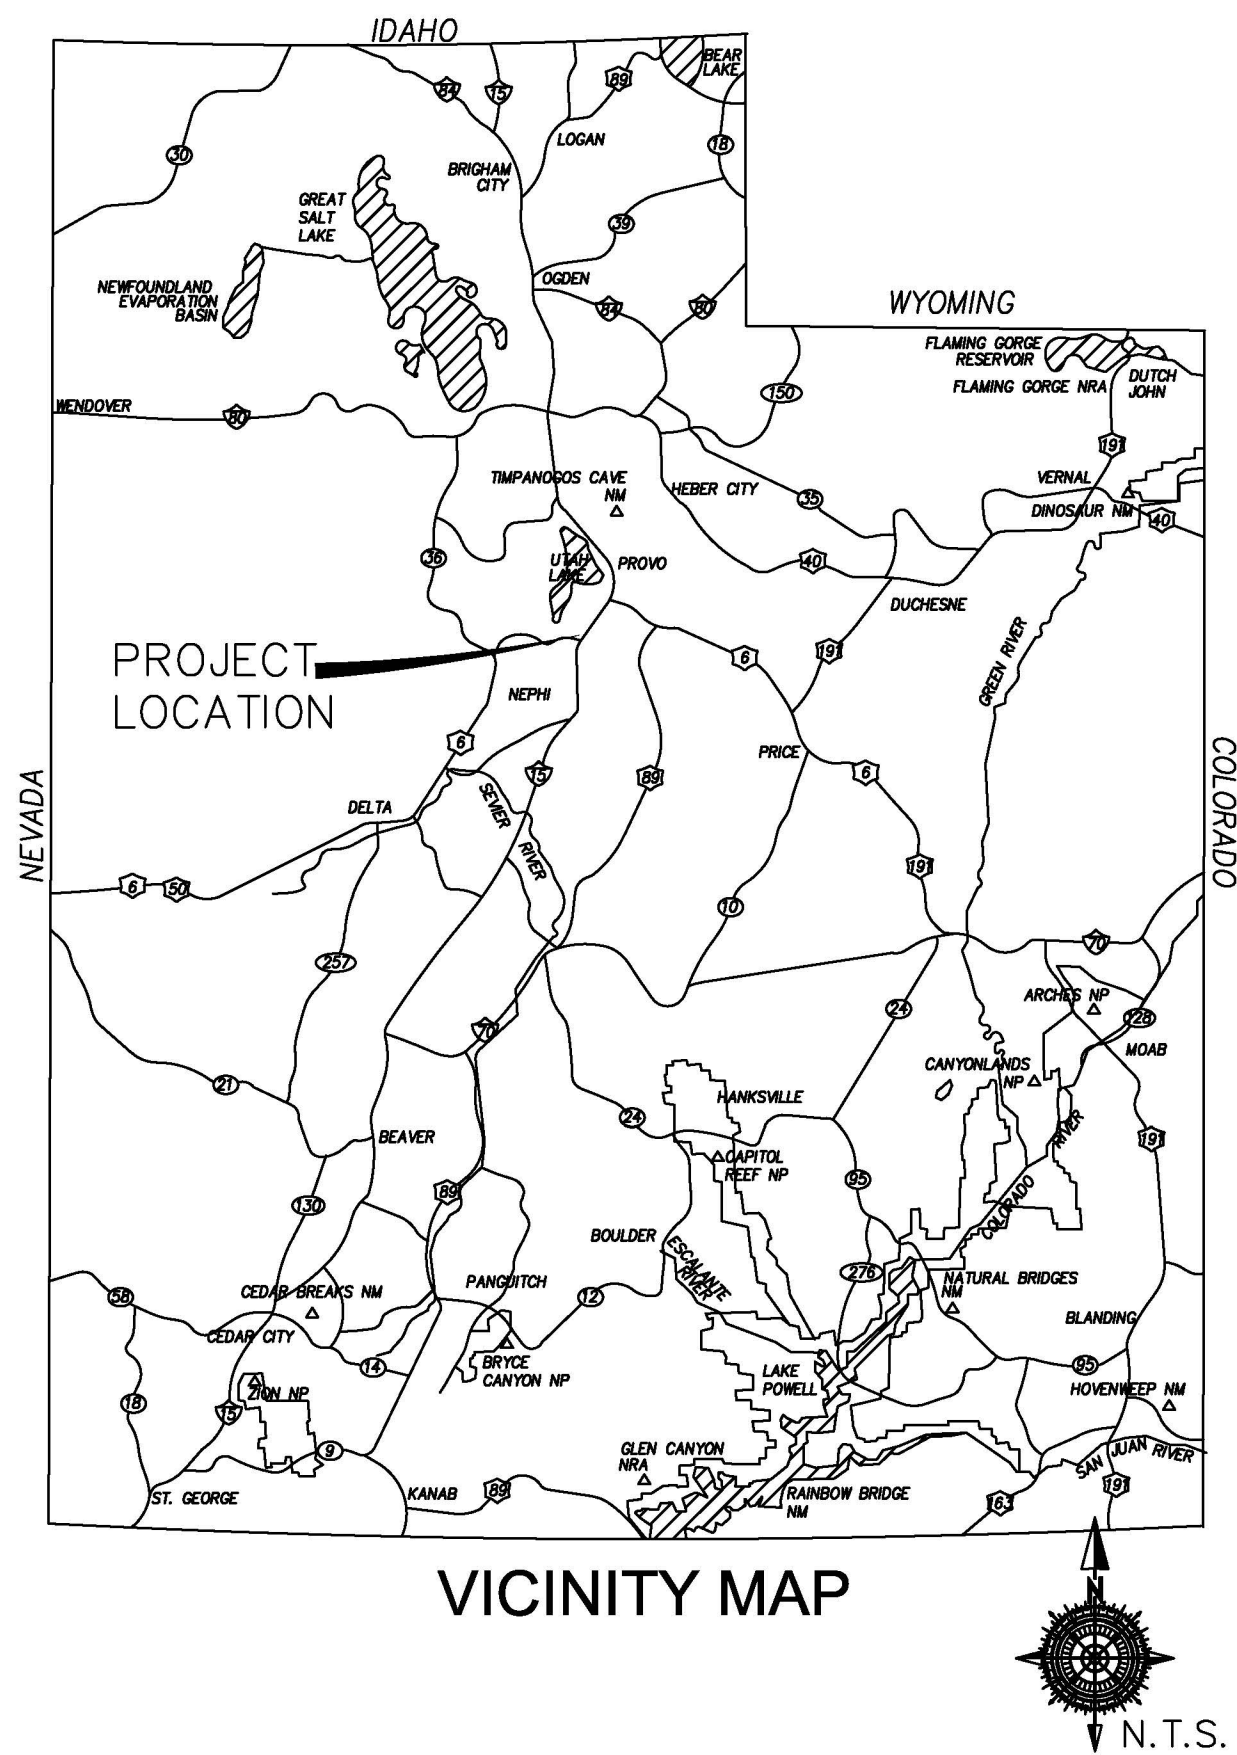 IDAHO
BEAR
LAKE
84
15
89
LOGAN
18
30
BRIGHAM
CITY
GREAT
SALT
LAKE
39
OGDEN
NEWFOUNDLAND
EVAPORATION
BASIN
84
80
WYOMING
FLAMING GORGE
RESERVOIR
FLAMING GORGE NRA
DUTCH
JOHN
150
WENDOVER
80
191
TIMPANOGOS CAVE
NM
HEBER CITY
35
VERNAL
DINOSAUR NM
40
36
UTAH
LAKE
PROVO
40
DUCHESNE
GREEN RIVER
PROJECT
LOCATION
6
191
NEPHI
6
15
89
PRICE
6
NEVADA
COLORADO
DELTA
SEVIER
RIVER
6
50
191
10
257
70
ARCHES NP
24
128
70
MOAB
CANYONLANDS
NP
21
HANKSVILLE
24
RIVER
191
BEAVER
CAPITOL
REEF NP
95
89
130
COLORADO
BOULDER
ESCALANTE
RIVER
276
NATURAL BRIDGES
NM
PANGUITCH
58
CEDAR BREAKS NM
12
BLANDING
CEDAR CITY
BRYCE
CANYON NP
14
LAKE
POWELL
95
HOVENWEEP NM
ZION NP
18
15
9
GLEN CANYON
NRA
SAN JUAN RIVER
ST. GEORGE
KANAB
89
RAINBOW BRIDGE
NM
163
191
VICINITY MAP
N
N.T.S.